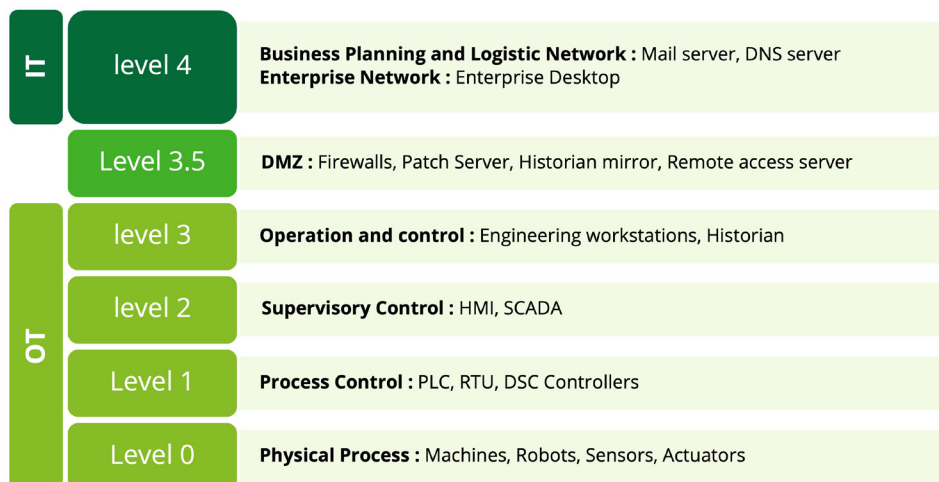 IT
level 4
Business Planning and Logistic Network : Mail server, DNS server
Enterprise Network : Enterprise Desktop
Level 3.5
DMZ : Firewalls, Patch Server, Historian mirror, Remote access server
OT
level 3
Operation and control : Engineering workstations, Historian
level 2
Supervisory Control : HMI, SCADA
Level 1
Process Control : PLC, RTU, DSC Controllers
Level 0
Physical Process : Machines, Robots, Sensors, Actuators